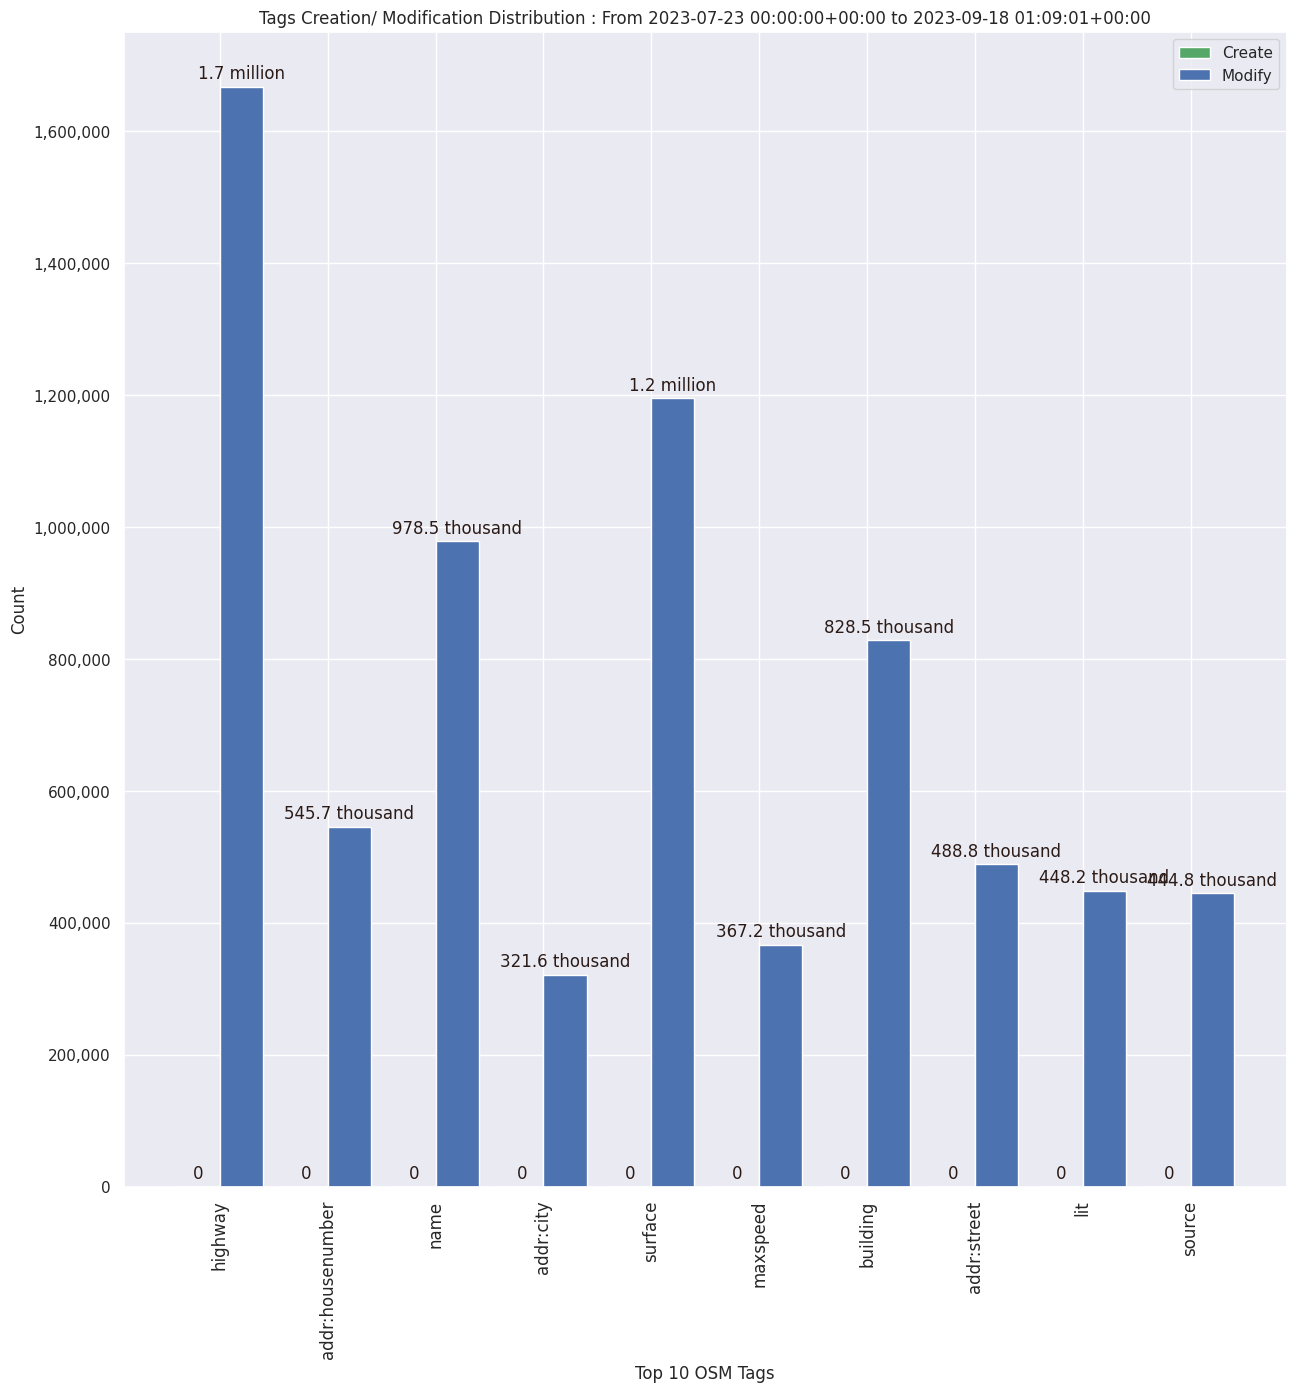 Tags Creation/ Modification Distribution : From 2023-07-23 00:00:00+00:00 to 2023-09-18 01:09:01+00:00
Create
Modify
1.7 million
1,600,000
1,400,000
1.2 million
1,200,000
978.5 thousand
1,000,000
Count
828.5 thousand
800,000
545.7 thousand
600,000
488.8 thousand
448.2 thousand
444.8 thousand
400,000
367.2 thousand
321.6 thousand
200,000
0 0 0 0 0 0 0 0 0 0
0
highway
addr:housenumber
name
addr:city
surface
maxspeed
building
addr:street
lit
source
Top 10 OSM Tags